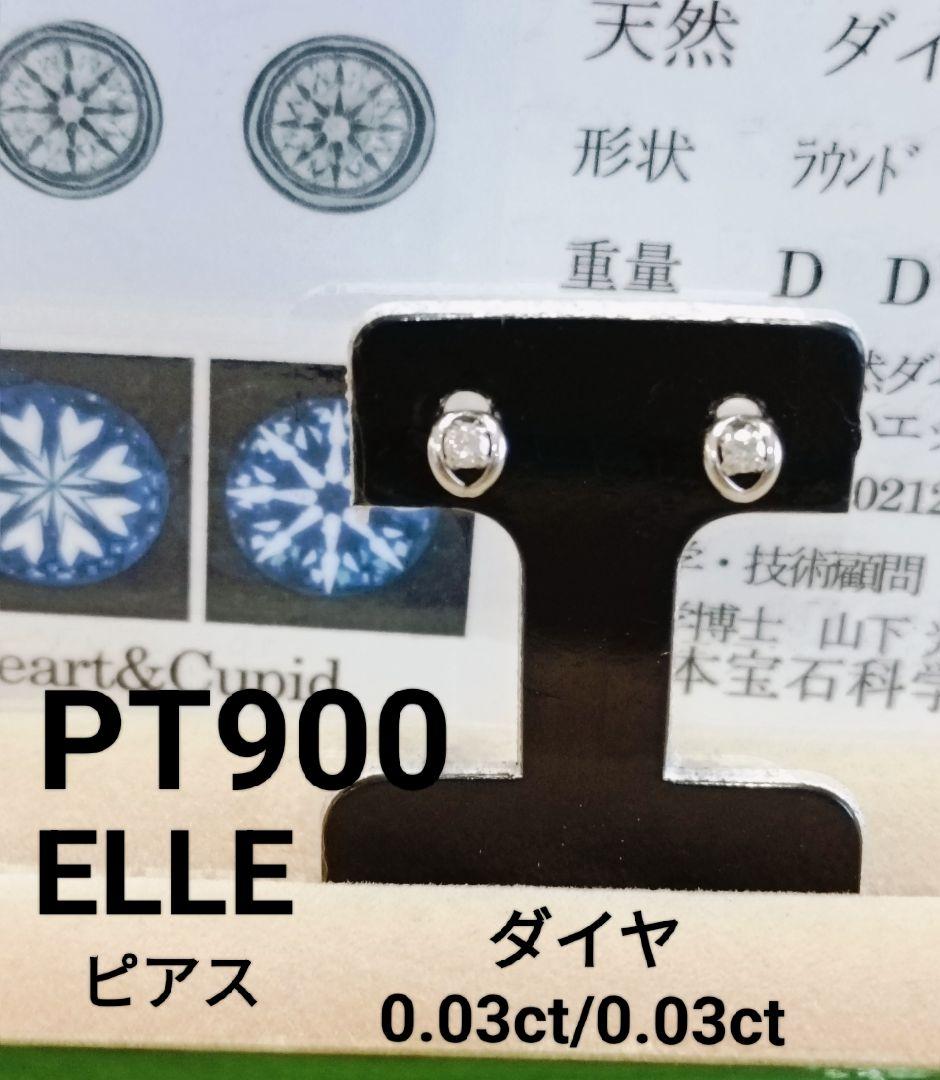 天然 ダイ
形状 ﾗｳﾝﾄﾞ
重量 D D
0212
・技術顧問
博士 山下
本宝石科学
eart&Cupid
PT900
ELLE
ピアス
ダイヤ
0.03ct/0.03ct